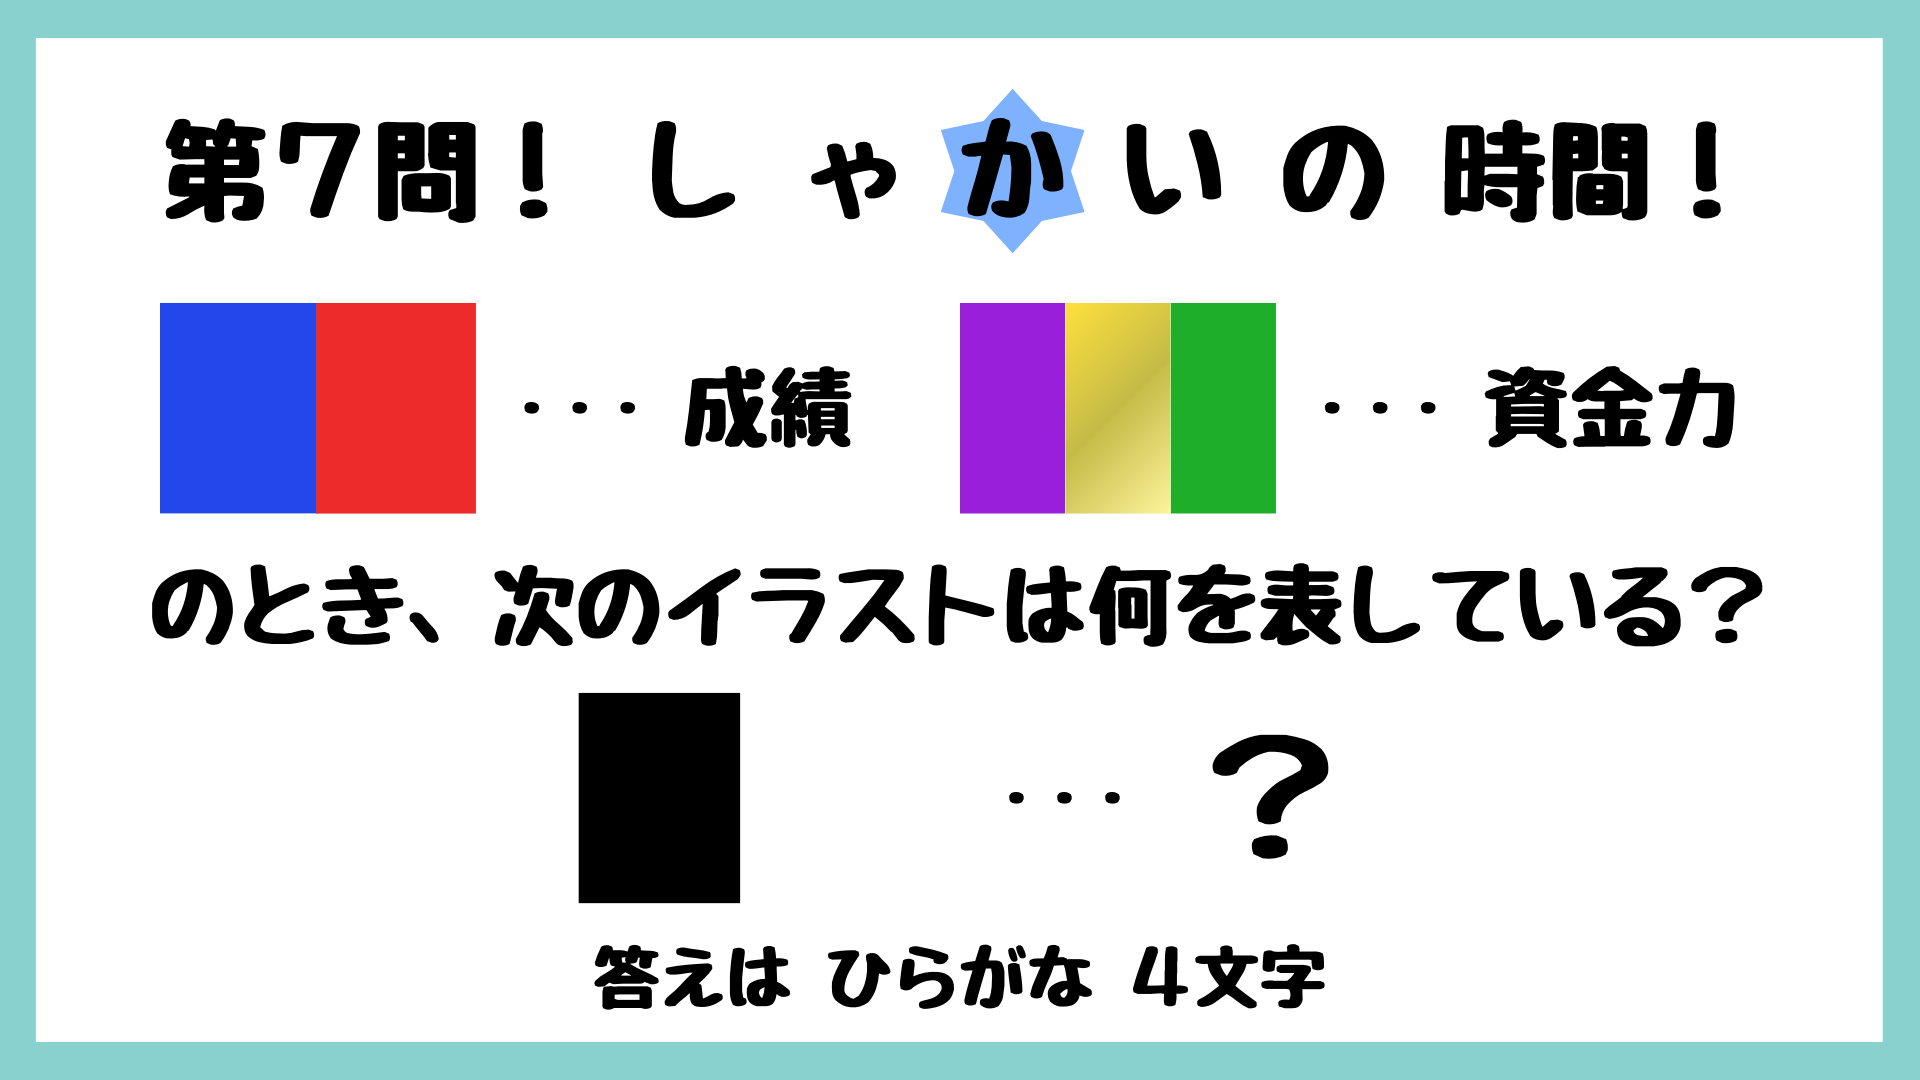 第7問！ しゃかいの時間！
・・・ 成績 ・・・ 資金力
のとき、次のイラストは何を表している？
・・・ ？
答えは ひらがな 4文字